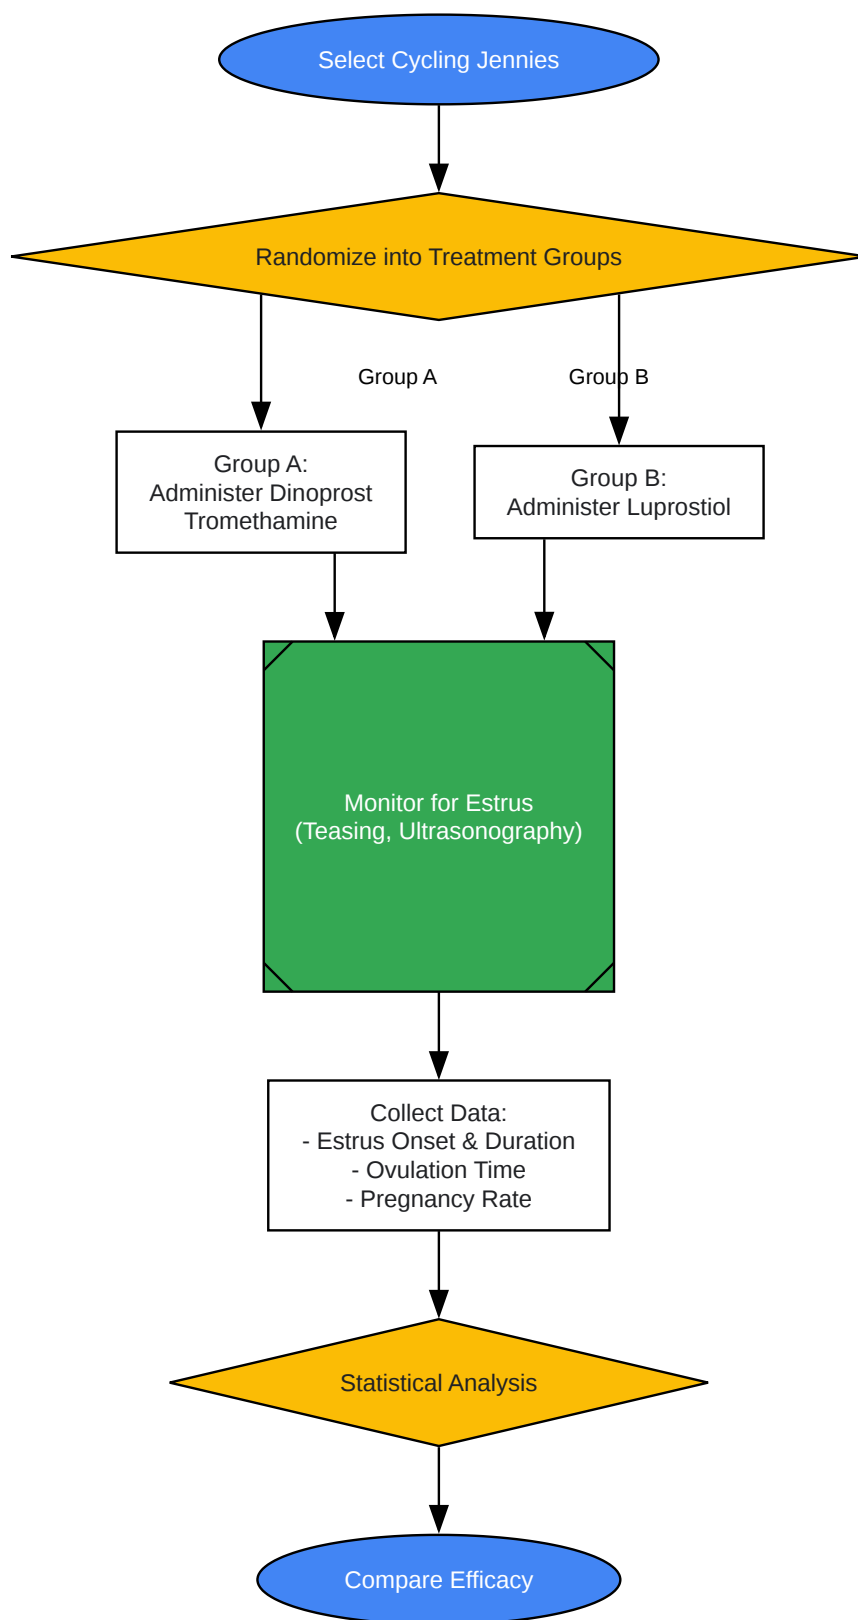 Select Cycling Jennies
Randomize into Treatment Groups
Group A
Group B
Group A:
Administer Dinoprost
Tromethamine
Group B:
Administer Luprostiol
Monitor for Estrus
(Teasing, Ultrasonography)
Collect Data:
- Estrus Onset & Duration
- Ovulation Time
- Pregnancy Rate
Statistical Analysis
Compare Efficacy